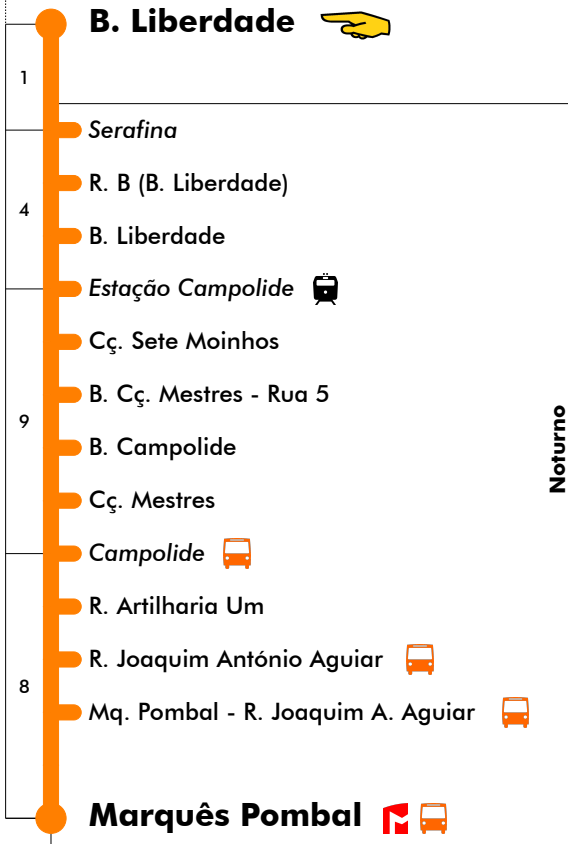 B. Liberdade
1
Serafina
R. B (B. Liberdade)
4
B. Liberdade
Estação Campolide
Cç. Sete Moinhos
B. Cç. Mestres - Rua 5
9
B. Campolide
Noturno
Cç. Mestres
Campolide
R. Artilharia Um
R. Joaquim António Aguiar
8
Mq. Pombal - R. Joaquim A. Aguiar
Marquês Pombal